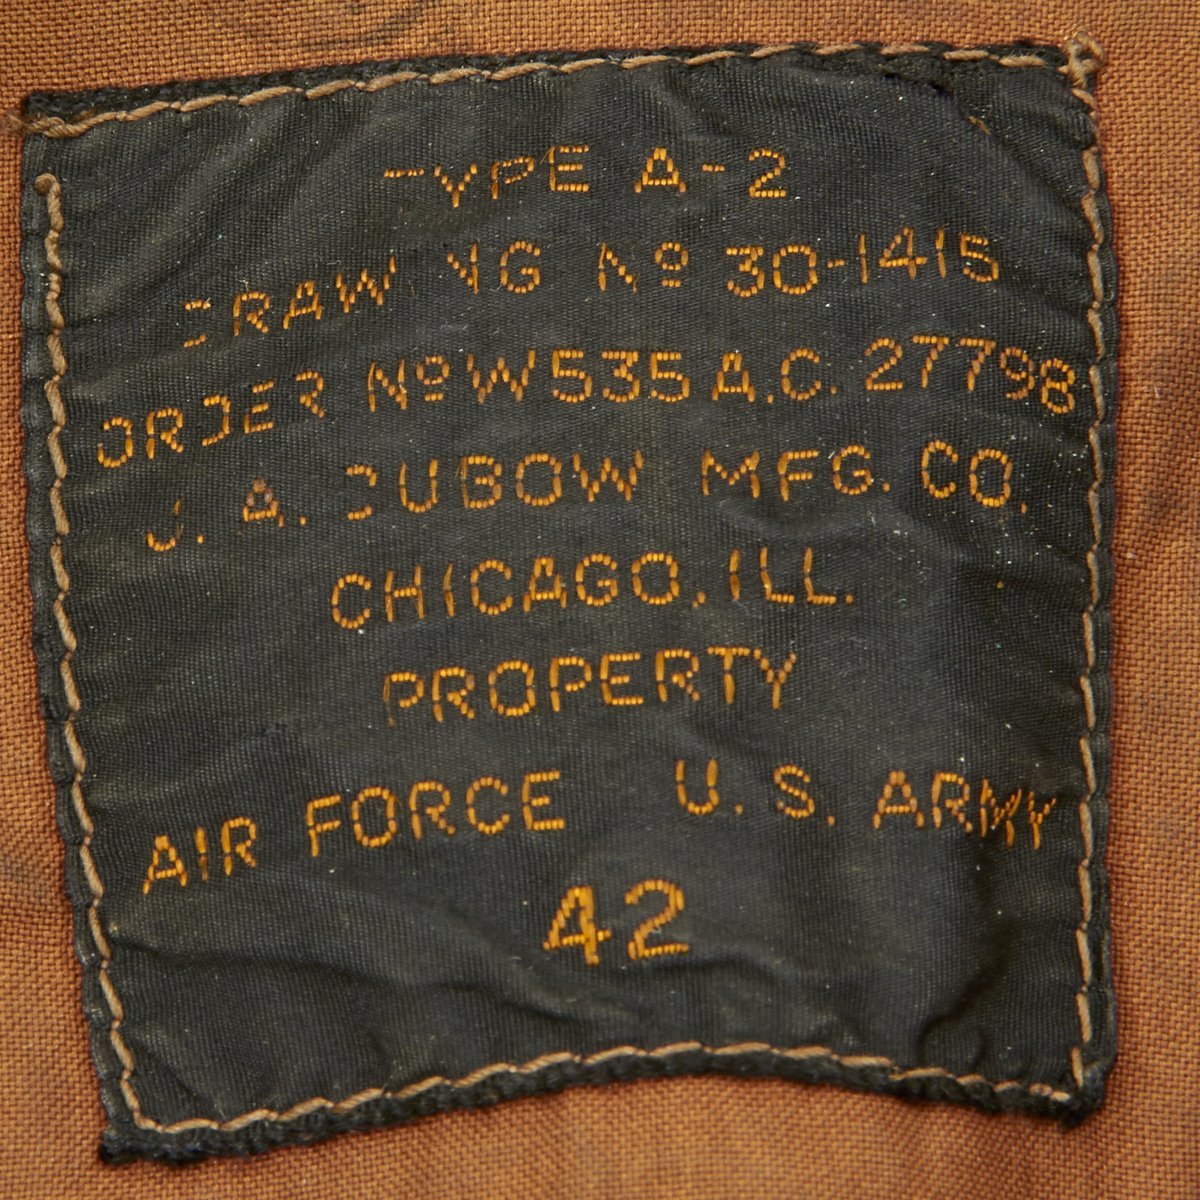 TYPE A-2
DRAWING Nº 30-1415
ORDER Nº W535 A.C. 27798
J. A. DUBOW MFG. CO.
CHICAGO, ILL.
PROPERTY
AIR FORCE U. S. ARMY
42